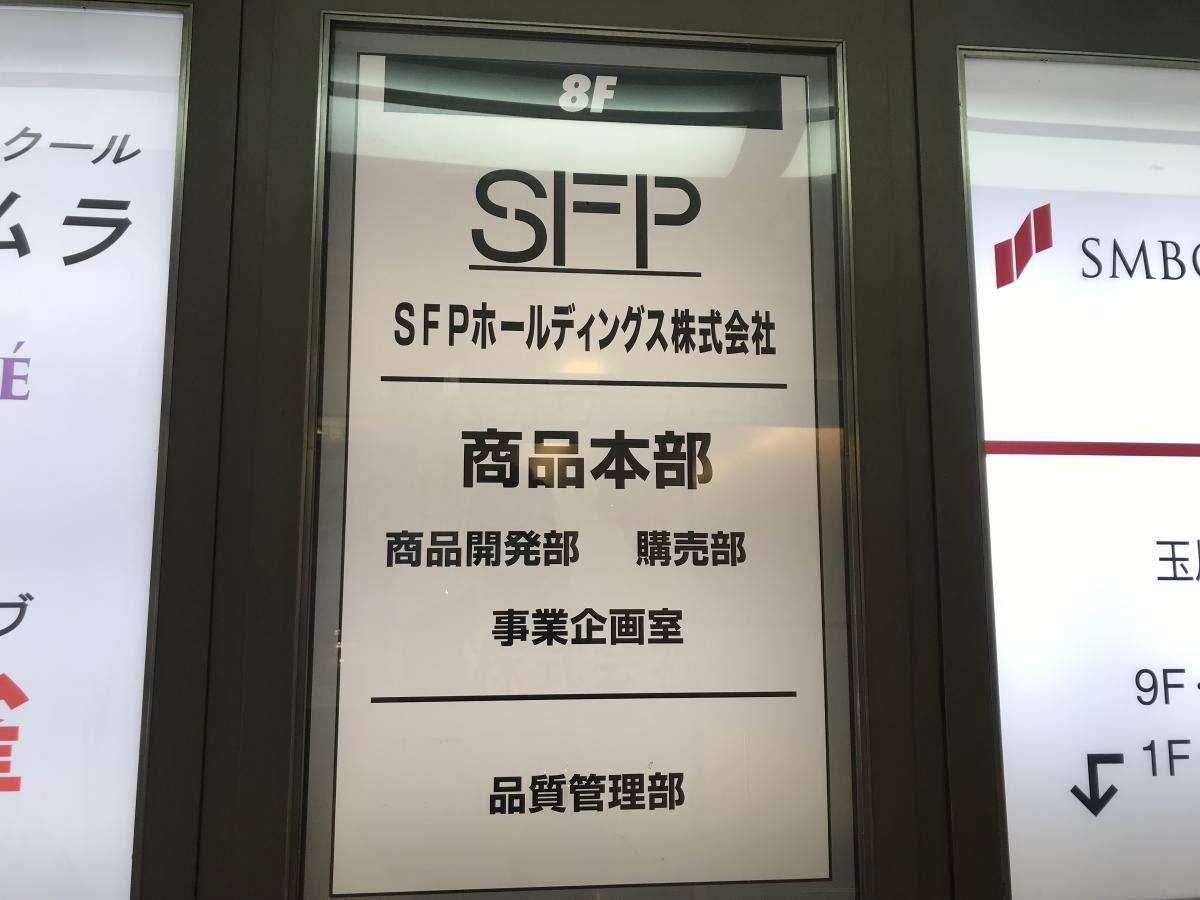 クール
ムラ
É
ブ
8F
SFP
SFPホールディングス株式会社
商品本部
商品開発部 購売部
事業企画室
品質管理部
SMBC
9F・
1F